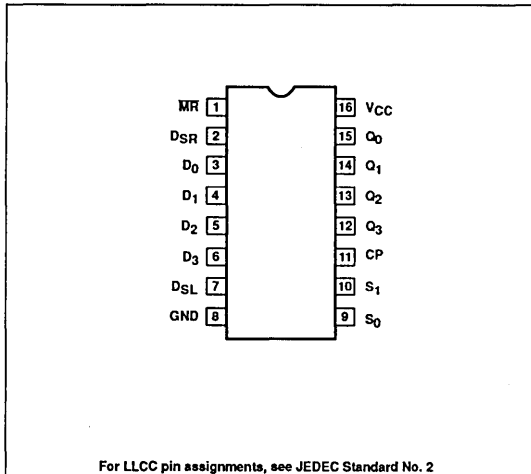 M̅R̅ 1 16 VCC
DSR 2 15 Q0
D0 3 14 Q1
D1 4 13 Q2
D2 5 12 Q3
D3 6 11 CP
DSL 7 10 S1
GND 8 9 S0
For LLCC pin assignments, see JEDEC Standard No. 2